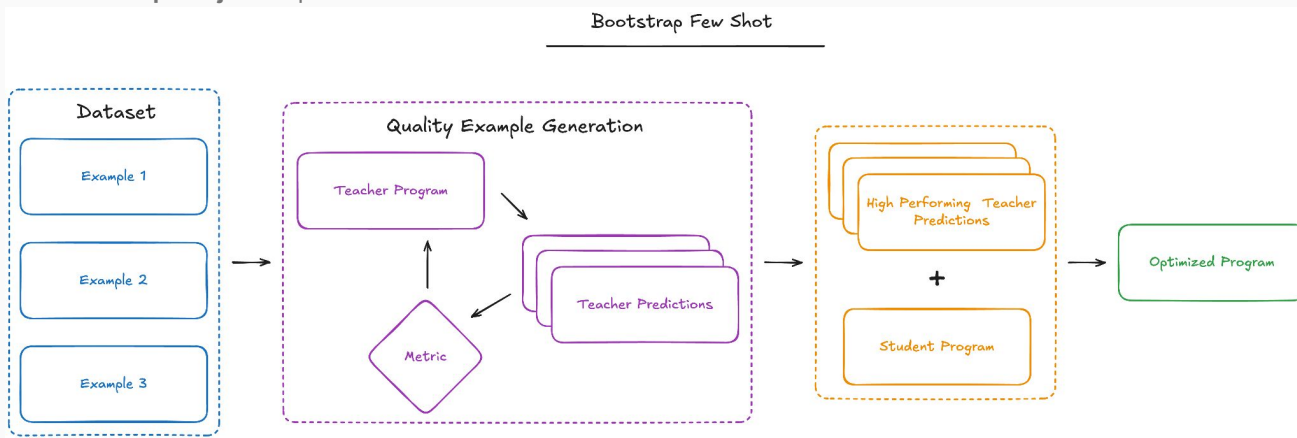 Bootstrap Few Shot
Dataset
Example 1
Example 2
Example 3
Quality Example Generation
Teacher Program
Teacher Predictions
Metric
High Performing Teacher
Predictions
+
Student Program
Optimized Program